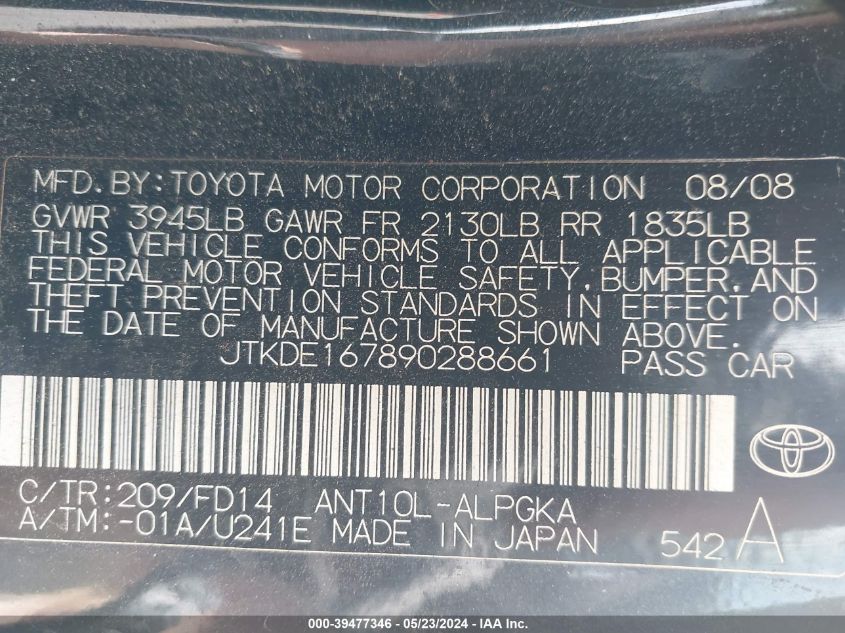 MFD.BY:TOYOTA MOTOR CORPORATION 08/08
GVWR 3945LB GAWR FR 2130LB RR 1835LB
THIS VEHICLE CONFORMS TO ALL APPLICABLE
FEDERAL MOTOR VEHICLE SAFETY,BUMPER,AND
THEFT PREVENTION STANDARDS IN EFFECT ON
THE DATE OF MANUFACTURE SHOWN ABOVE.
JTKDE167890288661 PASS CAR
C/TR:209/FD14 ANT10L-ALPGKA
A/TM:-01A/U241E MADE IN JAPAN 542 A
000-39477346 - 05/23/2024 - IAA Inc.